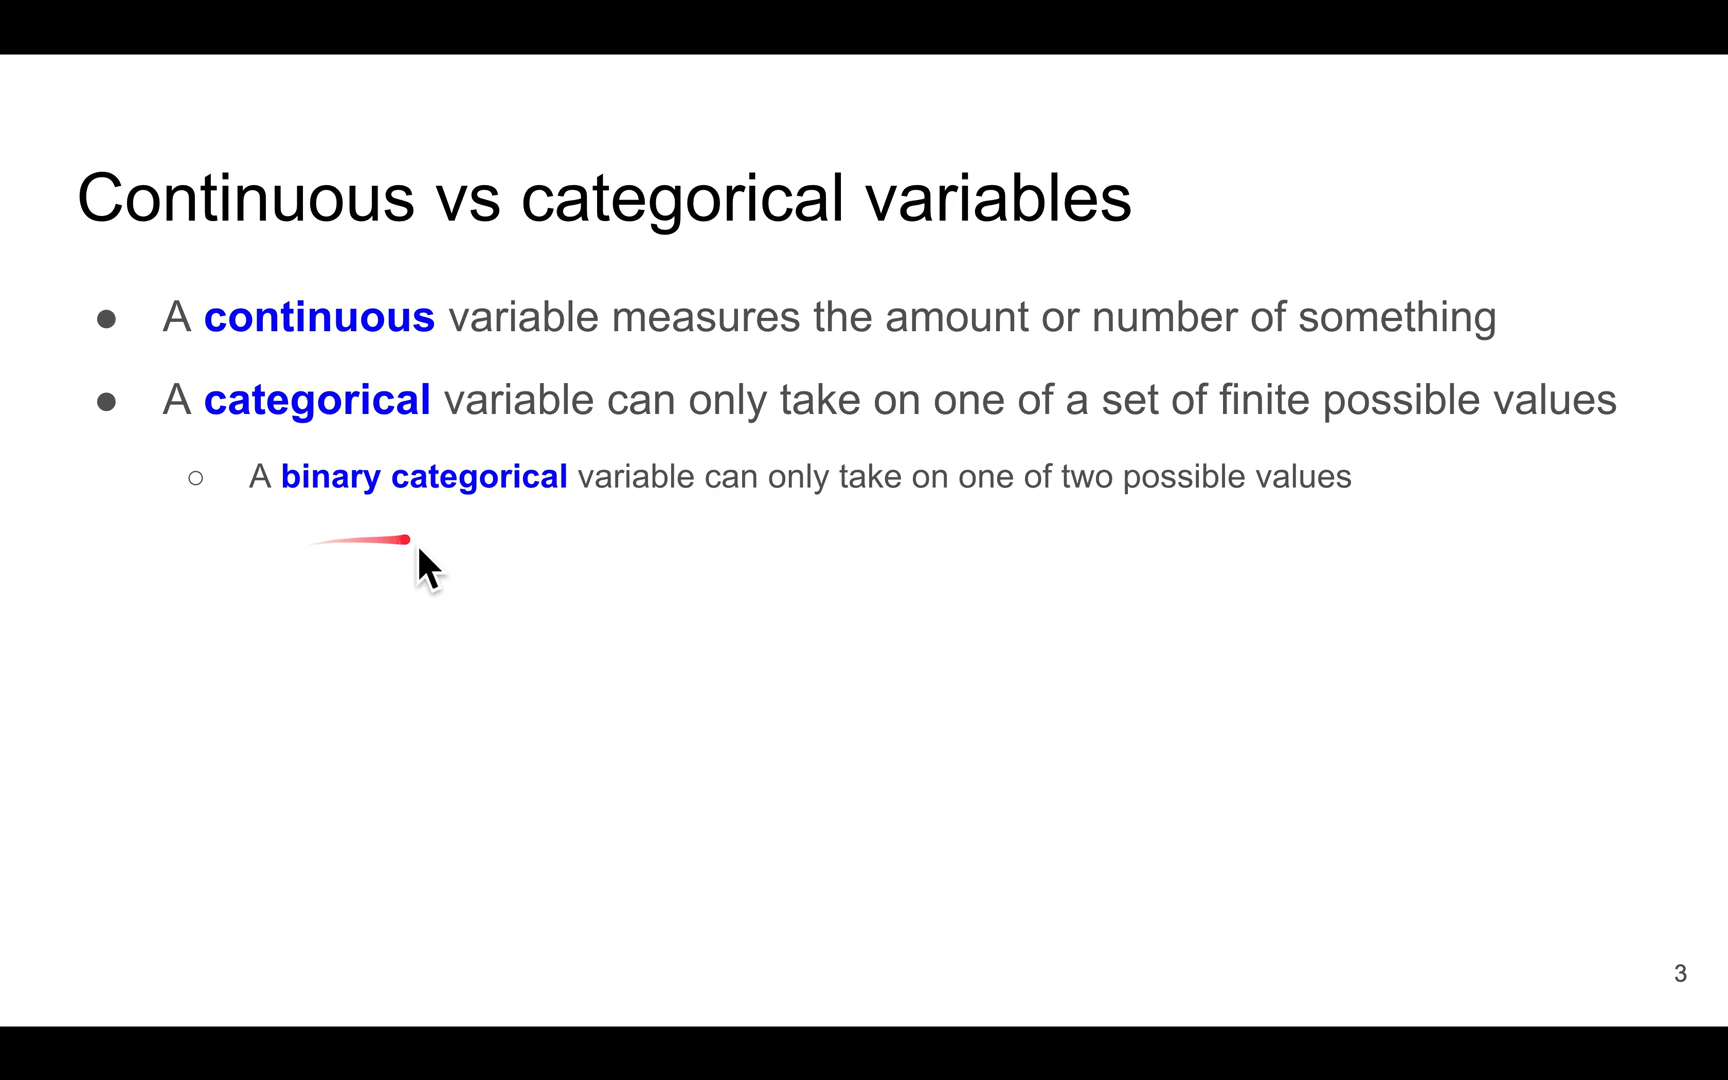 Continuous vs categorical variables
● A continuous variable measures the amount or number of something
● A categorical variable can only take on one of a set of finite possible values
○ A binary categorical variable can only take on one of two possible values
3